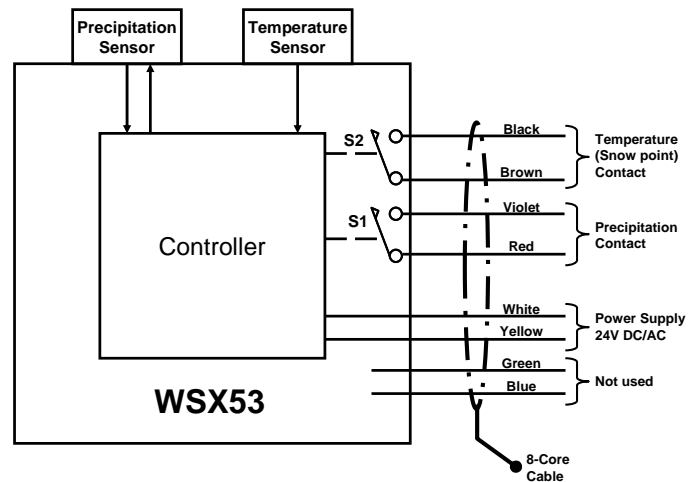 Precipitation
Sensor
Temperature
Sensor
S2
Black
Brown
Temperature
(Snow point)
Contact
S1
Violet
Red
Precipitation
Contact
Controller
White
Yellow
Power Supply
24V DC/AC
Green
Blue
Not used
WSX53
8-Core
Cable